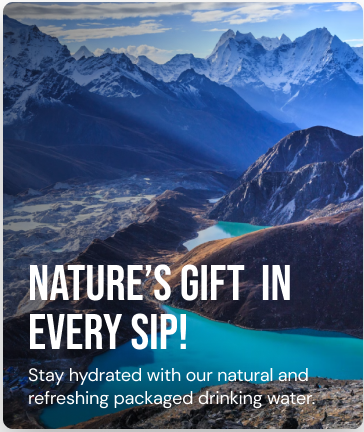 NATURE'S GIFT  IN
EVERY SIP!
Stay hydrated with our natural and
refreshing packaged drinking water.